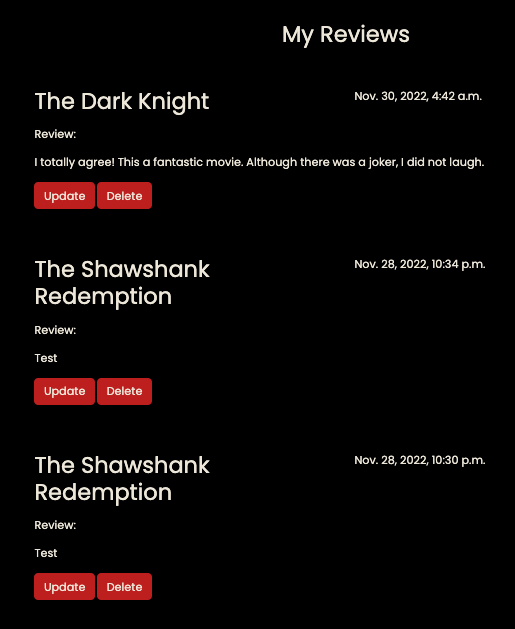 My Reviews
The Dark Knight
Nov. 30, 2022, 4:42 a.m.
Review:
I totally agree! This a fantastic movie. Although there was a joker, I did not laugh.
Update Delete
The Shawshank
Redemption
Nov. 28, 2022, 10:34 p.m.
Review:
Test
Update Delete
The Shawshank
Redemption
Nov. 28, 2022, 10:30 p.m.
Review:
Test
Update Delete